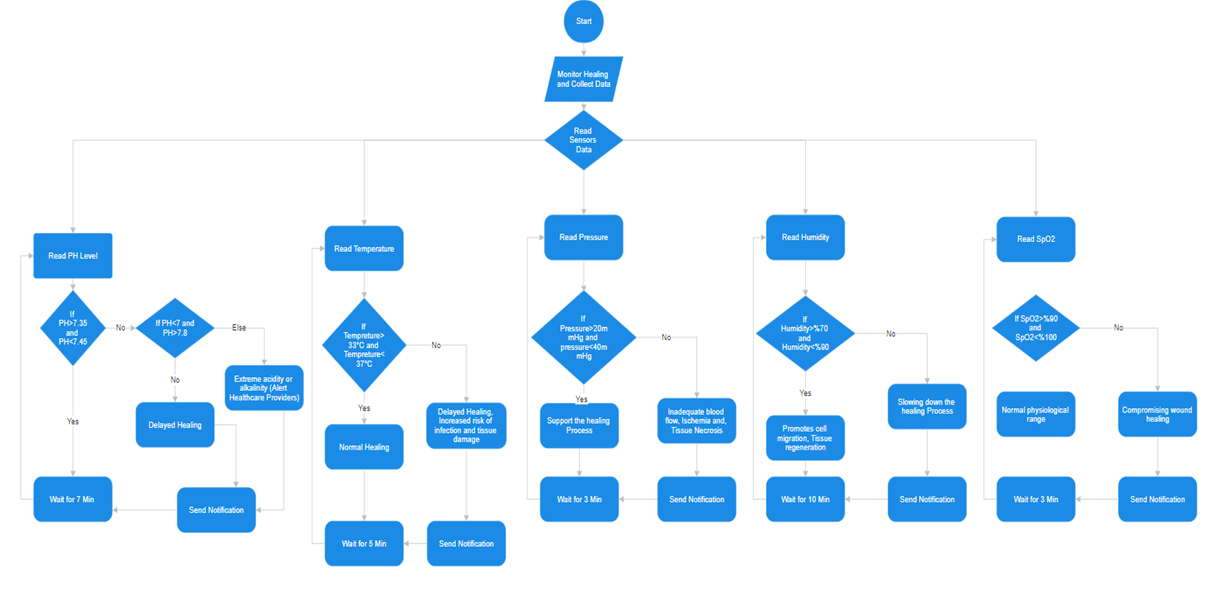 Start
Monitor Healing
and Collect Data
Read
Sensors
Data
Read PH Level
If
PH>7.35
and
PH<7.45
No
If PH<7 and
PH>7.8
Else
No
Extreme acidity or
alkalinity (Alert
Healthcare Providers)
Delayed Healing
Yes
Wait for 7 Min
Send Notification
Read Temperature
If
Tempreture>
33°C and
Tempreture<
37°C
No
Yes
Delayed Healing,
Increased risk of
infection and tissue
damage
Normal Healing
Wait for 5 Min
Send Notification
Read Pressure
If
Pressure>20m
mHg and
pressure<40m
mHg
No
Yes
Support the healing
Process
Inadequate blood
flow, Ischemia and,
Tissue Necrosis
Wait for 3 Min
Send Notification
Read Humidity
If
Humidity>%70
and
Humidity<%90
No
Yes
Slowing down the
healing Process
Promotes cell
migration, Tissue
regeneration
Wait for 10 Min
Send Notification
Read SpO2
If SpO2>%90
and
SpO2<%100
No
Normal physiological
range
Compromising wound
healing
Wait for 3 Min
Send Notification